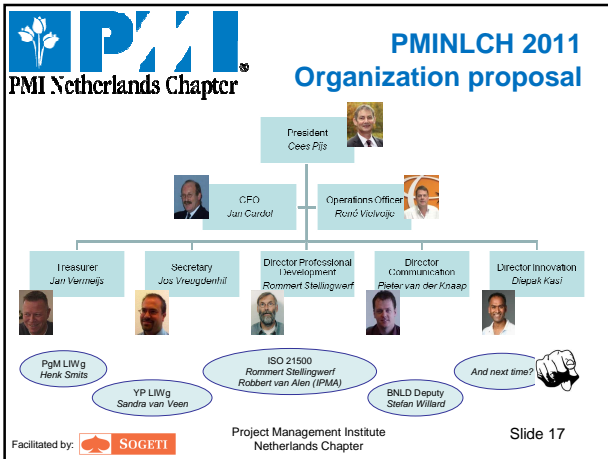 PMI®
PMI Netherlands Chapter
PMINLCH 2011
Organization proposal
President
Cees Pijs
CFO
Jan Cardol
Operations Officer
René Vielvoije
Treasurer
Jan Vermeijs
Secretary
Jos Vreugdenhil
Director Professional
Development
Rommert Stellingwerf
Director
Communication
Pieter van der Knaap
Director Innovation
Diepak Kasi
PgM LIWg
Henk Smits
YP LIWg
Sandra van Veen
ISO 21500
Rommert Stellingwerf
Robbert van Alen (IPMA)
BNLD Deputy
Stefan Willard
And next time?
Facilitated by: SOGETI
Project Management Institute
Netherlands Chapter
Slide 17